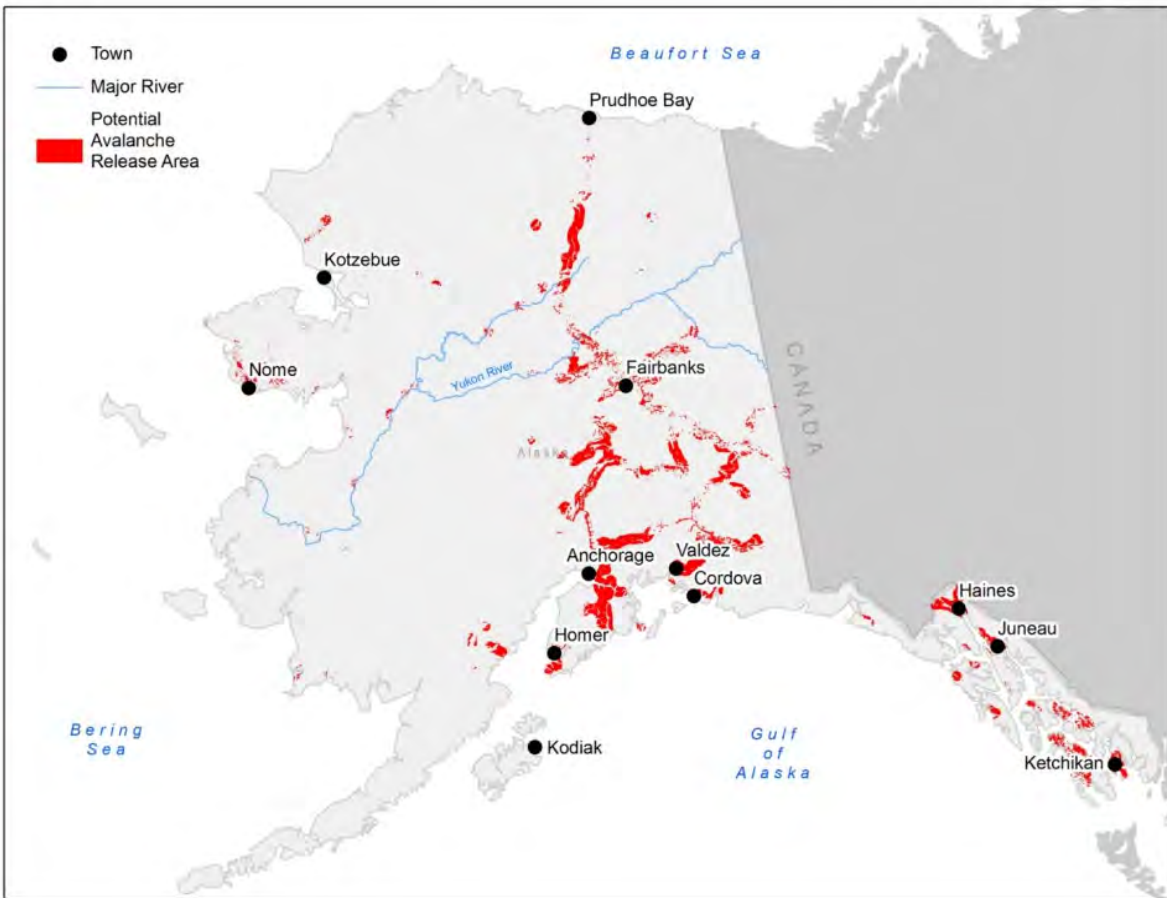 Town
Major River
Potential
Avalanche
Release Area
Beaufort Sea
Prudhoe Bay
Kotzebue
Nome
Yukon River
Fairbanks
CANADA
Alaska
Anchorage
Valdez
Cordova
Homer
Haines
Juneau
Bering
Sea
Kodiak
Gulf
of
Alaska
Ketchikan